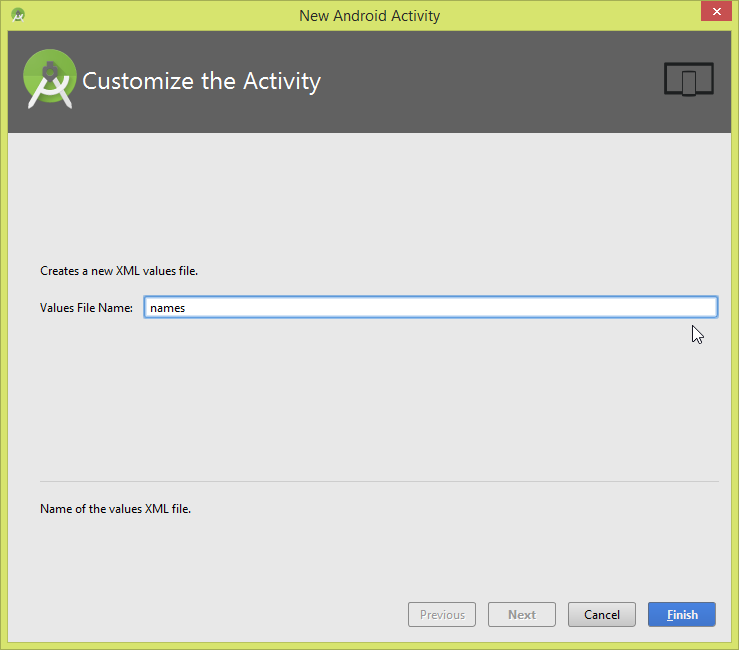 New Android Activity
Customize the Activity
Creates a new XML values file.
Values File Name: names
Name of the values XML file.
Previous Next Cancel Finish